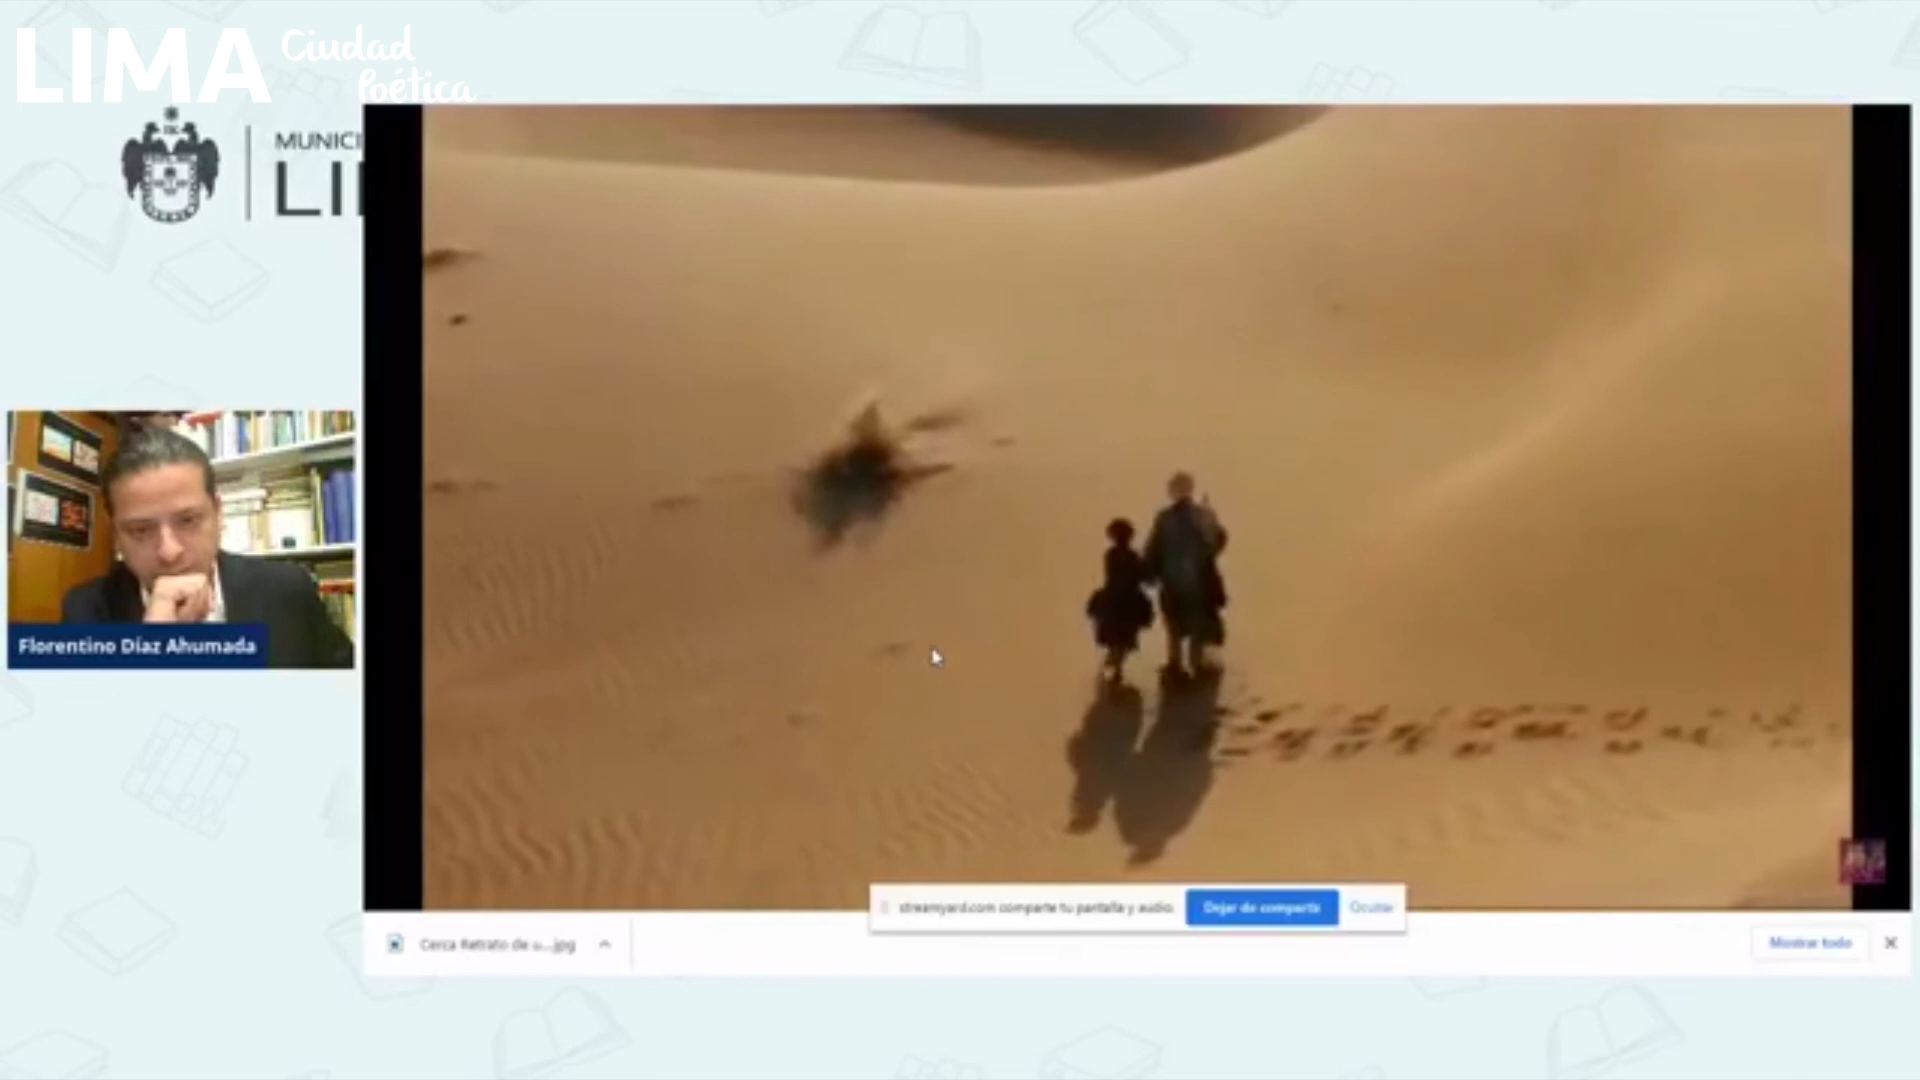 LIMA Ciudad
Poética
MUNICI
LI
Florentino Díaz Ahumada
streamyard.com comparte tu pantalla y audio.
Dejar de compartir
Ocultar
Cerca Retrato de u....jpg
Mostrar todo